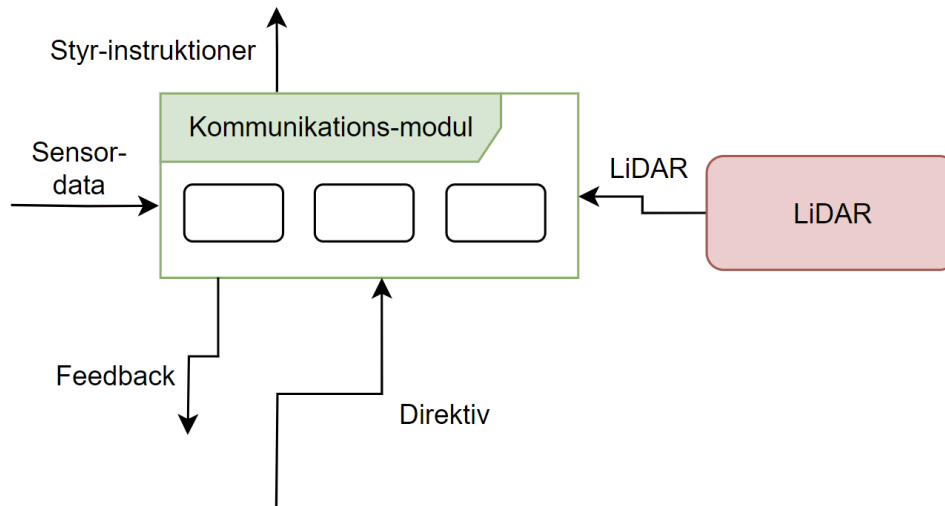 Styr-instruktioner
Kommunikations-modul
Sensor-
data
LiDAR
LiDAR
Feedback
Direktiv